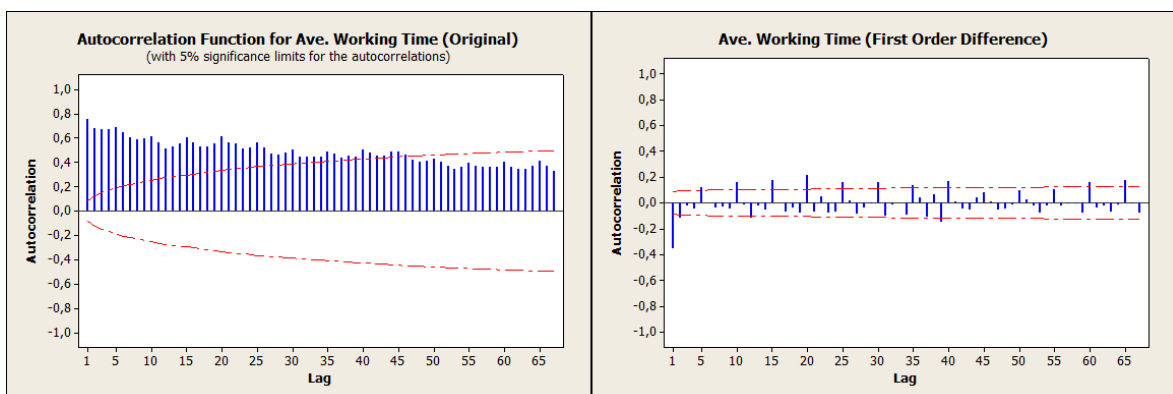 Autocorrelation Function for Ave. Working Time (Original)
(with 5% significance limits for the autocorrelations)
1,0
0,8
0,6
0,4
0,2
0,0
-0,2
-0,4
-0,6
-0,8
-1,0
Autocorrelation
1 5 10 15 20 25 30 35 40 45 50 55 60 65
Lag
Ave. Working Time (First Order Difference)
1,0
0,8
0,6
0,4
0,2
0,0
-0,2
-0,4
-0,6
-0,8
-1,0
Autocorrelation
1 5 10 15 20 25 30 35 40 45 50 55 60 65
Lag